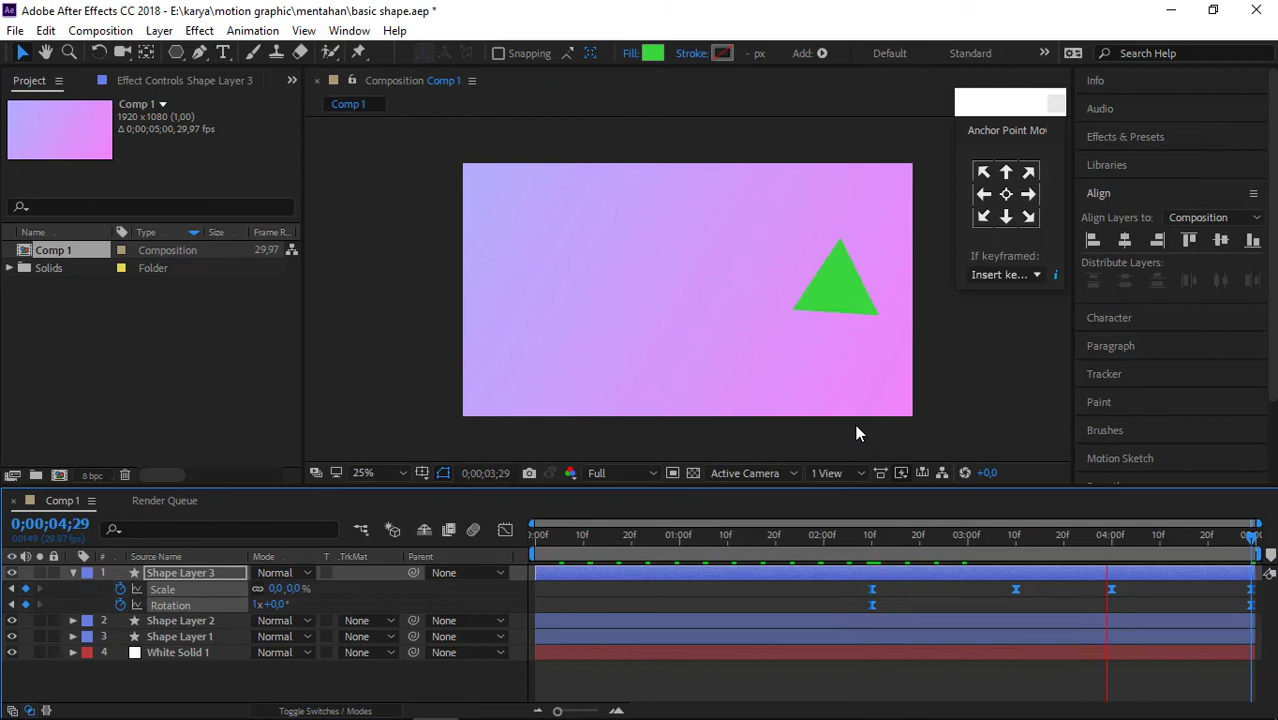 Adobe After Effects CC 2018 - E:\karya\motion graphic\mentahan\basic shape.aep *
File Edit Composition Layer Effect Animation View Window Help
Snapping Fill: Stroke: - px Add: Default Standard Search Help
Project Effect Controls Shape Layer 3
Comp 1
1920 x 1080 (1,00)
Δ 0;00;05;00, 29,97 fps
Name Type Size Frame R...
Comp 1 Composition 29,97
Solids Folder
8 bpc
Composition Comp 1
Comp 1
Anchor Point Mov
If keyframed:
Insert ke...
25% 0;00;03;29 Full Active Camera 1 View +0,0
Info
Audio
Effects & Presets
Libraries
Align
Align Layers to: Composition
Distribute Layers:
Character
Paragraph
Tracker
Paint
Brushes
Motion Sketch
Comp 1 Render Queue
0;00;04;29
00149 (29.97 fps)
# Source Name Mode T .TrkMat Parent
:00f 10f 20f 01:00f 10f 20f 02:00f 10f 20f 03:00f 10f 20f 04:00f 10f 20f
1 Shape Layer 3 Normal None
Scale 0,0,0,0 %
Rotation 1x+0,0°
2 Shape Layer 2 Normal None None
3 Shape Layer 1 Normal None None
4 White Solid 1 Normal None None
Toggle Switches / Modes